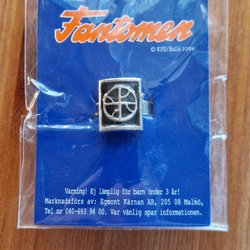 Fantomen
© KFS/Bulls 2006
Varning! Ej lämplig för barn under 3 år!
Marknadsförs av: Egmont Kärnan AB, 205 08 Malmö,
Tel nr 040-693 94 00. Var vänlig spar informationen.